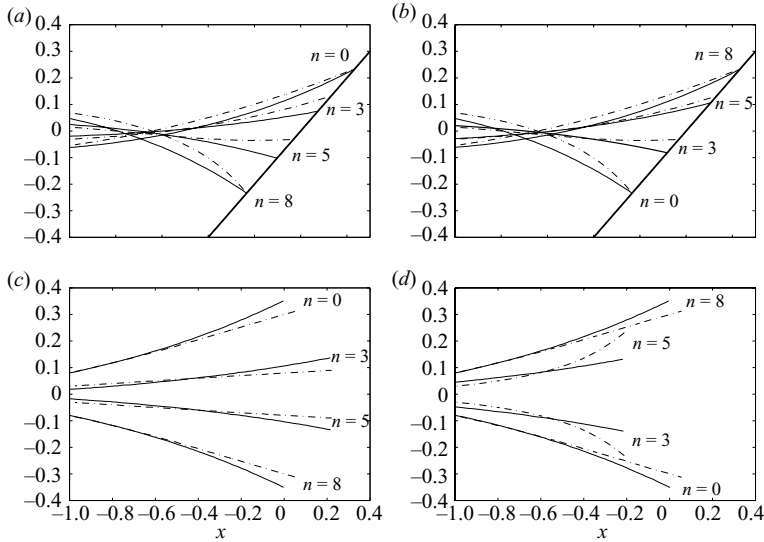 (a)
0.4
0.3
0.2
0.1
0
–0.1
–0.2
–0.3
–0.4
n = 0
n = 3
n = 5
n = 8
(b)
0.4
0.3
0.2
0.1
0
–0.1
–0.2
–0.3
–0.4
n = 8
n = 5
n = 3
n = 0
(c)
0.4
0.3
0.2
0.1
0
–0.1
–0.2
–0.3
–0.4
n = 0
n = 3
n = 5
n = 8
–1.0 –0.8 –0.6 –0.4 –0.2 0 0.2 0.4
x
(d)
0.4
0.3
0.2
0.1
0
–0.1
–0.2
–0.3
–0.4
n = 8
n = 5
n = 3
n = 0
–1.0 –0.8 –0.6 –0.4 –0.2 0 0.2 0.4
x